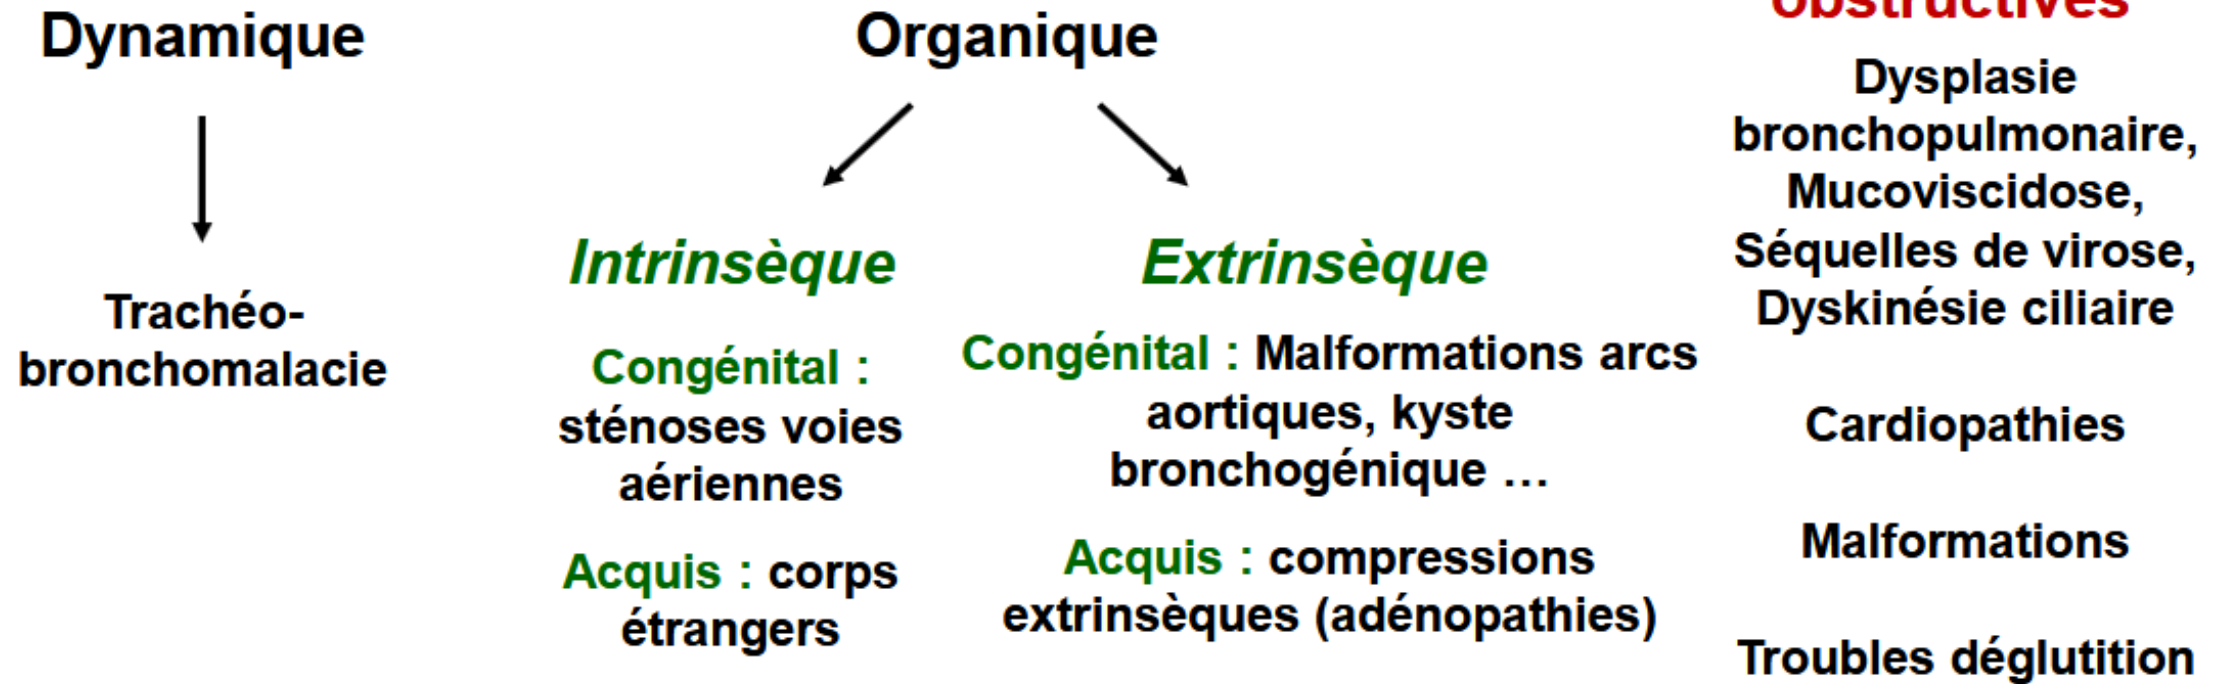 Dynamique
Trachéo-
bronchomalacie
Organique
Intrinsèque
Congénital :
sténoses voies
aériennes
Acquis : corps
étrangers
Extrinsèque
Congénital : Malformations arcs
aortiques, kyste
bronchogénique …
Acquis : compressions
extrinsèques (adénopathies)
obstructives
Dysplasie
bronchopulmonaire,
Mucoviscidose,
Séquelles de virose,
Dyskinésie ciliaire
Cardiopathies
Malformations
Troubles déglutition